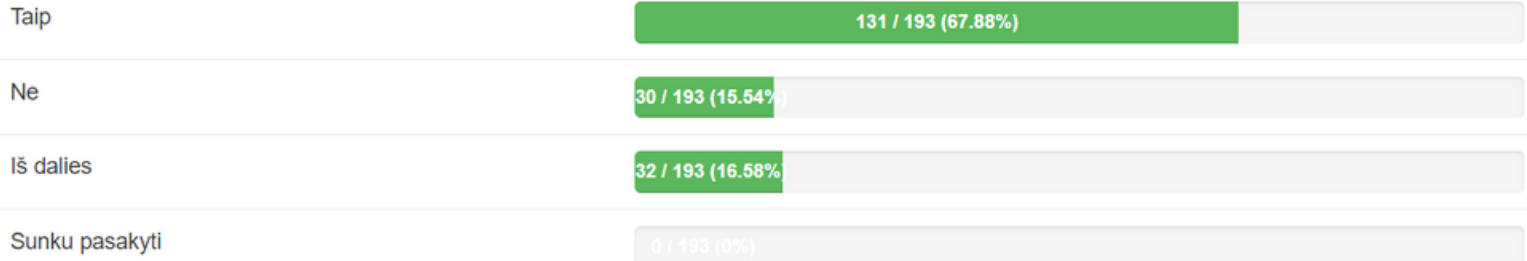 Taip 131 / 193 (67.88%)
Ne 30 / 193 (15.54%)
Iš dalies 32 / 193 (16.58%)
Sunku pasakyti 0 / 193 (0%)